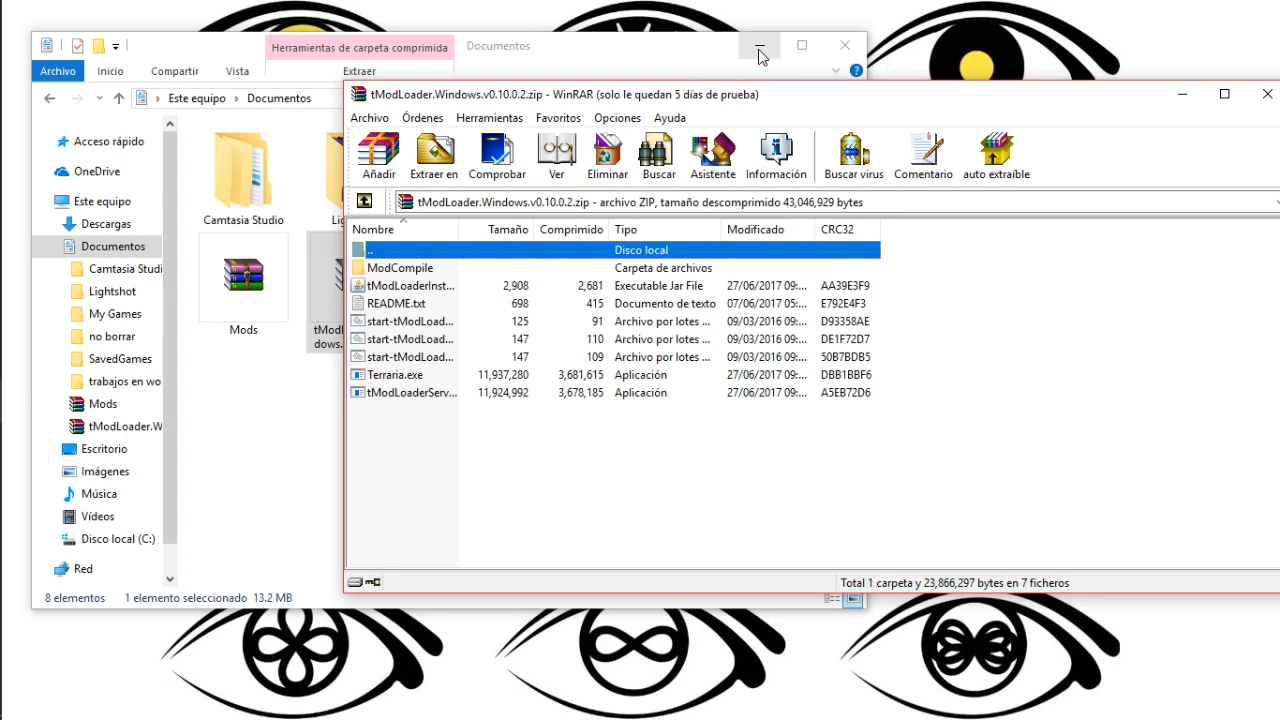 Herramientas de carpeta comprimida
Documentos
Archivo
Inicio
Compartir
Vista
Extraer
Este equipo > Documentos
Acceso rápido
OneDrive
Este equipo
Descargas
Documentos
Camtasia Studi
Lightshot
My Games
no borrar
SavedGames
trabajos en wo
Mods
tModLoader.W
Escritorio
Imágenes
Música
Vídeos
Disco local (C:)
Red
Camtasia Studio
Lig
Mods
tModl
dows.
8 elementos
1 elemento seleccionado 13.2 MB
tModLoader.Windows.v0.10.0.2.zip - WinRAR (solo le quedan 5 días de prueba)
Archivo Órdenes Herramientas Favoritos Opciones Ayuda
Añadir Extraer en Comprobar Ver Eliminar Buscar Asistente Información Buscar virus Comentario auto extraíble
tModLoader.Windows.v0.10.0.2.zip - archivo ZIP, tamaño descomprimido 43,046,929 bytes
Nombre Tamaño Comprimido Tipo Modificado CRC32
.. Disco local
ModCompile Carpeta de archivos
tModLoaderInst... 2,908 2,681 Executable Jar File 27/06/2017 09:... AA39E3F9
README.txt 698 415 Documento de texto 07/06/2017 05:... E792E4F3
start-tModLoad... 125 91 Archivo por lotes ... 09/03/2016 09:... D93358AE
start-tModLoad... 147 110 Archivo por lotes ... 09/03/2016 09:... DE1F72D7
start-tModLoad... 147 109 Archivo por lotes ... 09/03/2016 09:... 50B7BDB5
Terraria.exe 11,937,280 3,681,615 Aplicación 27/06/2017 09:... DBB1BBF6
tModLoaderServ... 11,924,992 3,678,185 Aplicación 27/06/2017 09:... A5EB72D6
Total 1 carpeta y 23,866,297 bytes en 7 ficheros